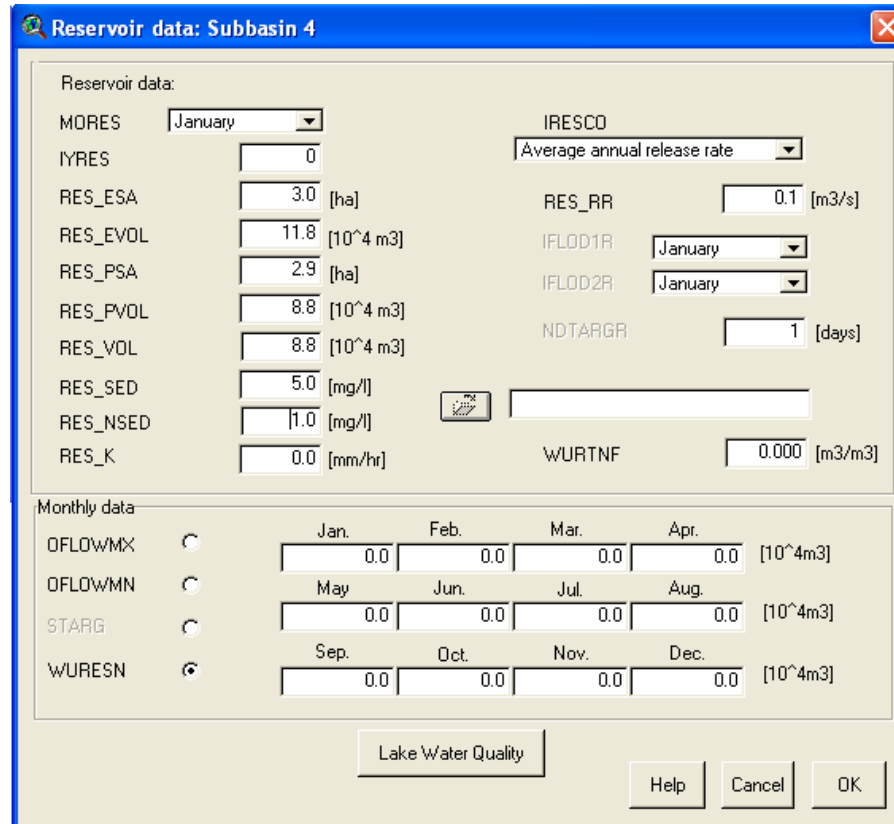 Reservoir data: Subbasin 4
Reservoir data:
MORES January IRESCO
Average annual release rate
IYRES 0
RES_ESA 3.0 [ha] RES_RR 0.1 [m3/s]
RES_EVOL 11.8 [10^4 m3] IFLOD1R January
RES_PSA 2.9 [ha] IFLOD2R January
RES_PVOL 8.8 [10^4 m3]
RES_VOL 8.8 [10^4 m3] NDTARGR 1 [days]
RES_SED 5.0 [mg/l]
RES_NSED 1.0 [mg/l]
RES_K 0.0 [mm/hr] WURTNF 0.000 [m3/m3]
Monthly data
OFLOWMX Jan. Feb. Mar. Apr.
0.0 0.0 0.0 0.0 [10^4m3]
OFLOWMN May Jun. Jul. Aug.
STARG 0.0 0.0 0.0 0.0 [10^4m3]
WURESN Sep. Oct. Nov. Dec.
0.0 0.0 0.0 0.0 [10^4m3]
Lake Water Quality
Help Cancel OK